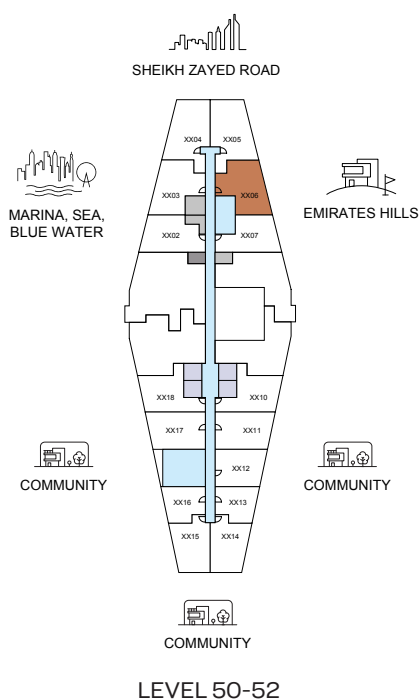 SHEIKH ZAYED ROAD
XX04
XX05
XX03
XX06
MARINA, SEA,
BLUE WATER
EMIRATES HILLS
XX02
XX07
XX18
XX10
XX17
XX11
XX12
COMMUNITY
COMMUNITY
XX16
XX13
XX15
XX14
COMMUNITY
LEVEL 50-52